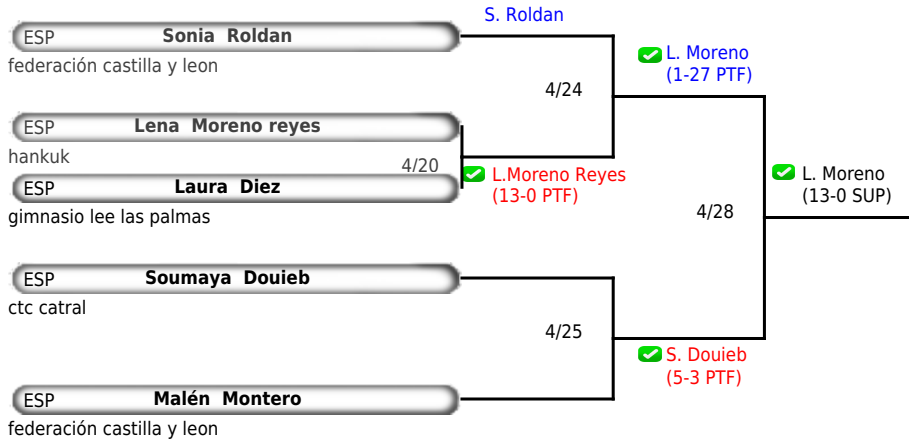 S. Roldan
ESP Sonia Roldan
federación castilla y leon
L. Moreno
(1-27 PTF)
4/24
ESP Lena Moreno reyes
hankuk
4/20
L.Moreno Reyes
(13-0 PTF)
ESP Laura Diez
gimnasio lee las palmas
L. Moreno
(13-0 SUP)
4/28
ESP Soumaya Douieb
ctc catral
4/25
S. Douieb
(5-3 PTF)
ESP Malén Montero
federación castilla y leon